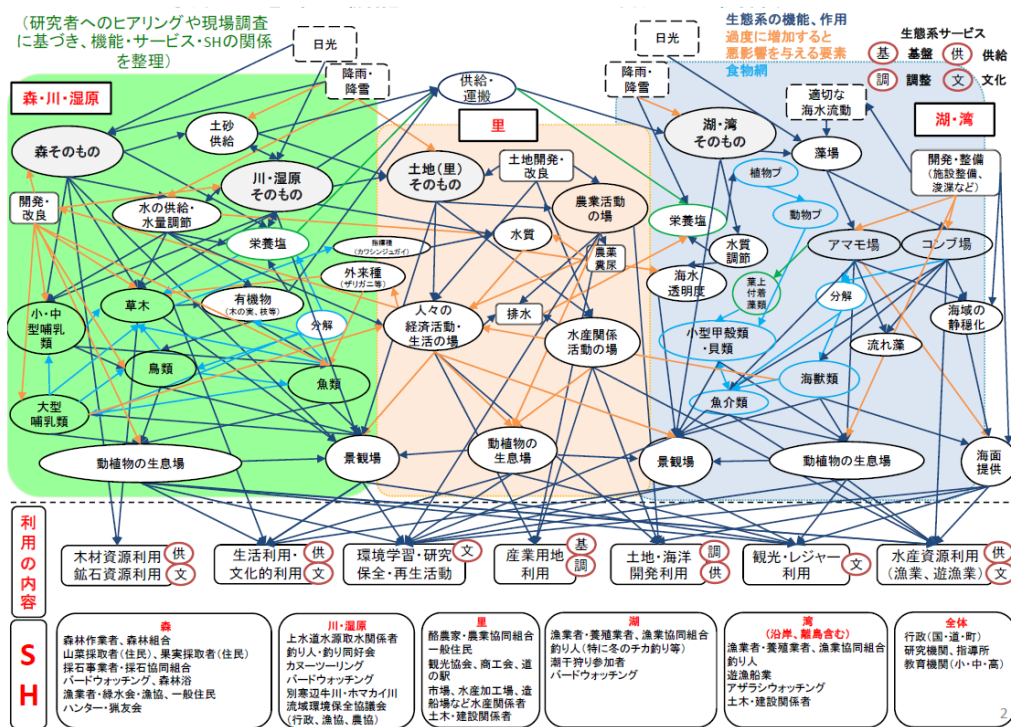 (研究者へのヒアリングや現場調査
に基づき、機能・サービス・SHの関係
を整理)
日光
降雨・
降雪
供給・
運搬
日光
降雨・
降雪
生態系の機能、作用
過度に増加すると
悪影響を与える要素
食物網
生態系サービス
基 基盤 供 供給
調 調整 文 文化
適切な
海水流動
森・川・湿原
里
湖・湾
森そのもの
土砂
供給
川・湿原
そのもの
開発・
改良
水の供給・
水量調節
栄養塩
指標種
(カワシンジュガイ)
外来種
(ザリガニ等)
草木
有機物
(木の実、枝等)
分解
小・中
型哺乳
類
鳥類
魚類
大型
哺乳類
動植物の生息場
景観場
土地(里)
そのもの
土地開発・
改良
農業活動
の場
水質
農薬
糞尿
人々の
経済活動・
生活の場
排水
水産関係
活動の場
動植物の
生息場
湖・湾
そのもの
藻場
開発・整備
(施設整備、
浚渫など)
植物プ
動物プ
栄養塩
水質
調節
海水
透明度
アマモ場
コンブ場
葉上
付着
藻類
分解
海域の
静穏化
小型甲殻類
・貝類
流れ藻
海獣類
魚介類
景観場
動植物の生息場
海面
提供
利用の内容
木材資源利用 供
鉱石資源利用 文
生活利用・ 供
文化的利用 文
環境学習・研究 文
保全・再生活動
産業用地 基
利用 調
土地・海洋 調
開発利用 供
観光・レジャー
利用 文
水産資源利用 供
(漁業、遊漁業) 文
SH
森
森林作業者、森林組合
山菜採取者(住民)、果実採取者(住民)
採石事業者・採石協同組合
バードウォッチング、森林浴
漁業者・緑水会・漁協、一般住民
ハンター・猟友会
川・湿原
上水道水源取水関係者
釣り人・釣り同好会
カヌーツーリング
バードウォッチング
別寒辺牛川・ホマカイ川
流域環境保全協議会
(行政、漁協、農協)
里
酪農家・農業協同組合
一般住民
観光協会、商工会、道
の駅
市場、水産加工場、造
船場など水産関係者
土木・建設関係者
湖
漁業者・養殖業者、漁業協同組合
釣り人(特に冬のチカ釣り等)
潮干狩り参加者
バードウォッチング
湾
(沿岸、離島含む)
漁業者・養殖業者、漁業協同組合
釣り人
遊漁船業
アザラシウォッチング
土木・建設関係者
全体
行政(国・道・町)
研究機関、指導所
教育機関(小・中・高)
2